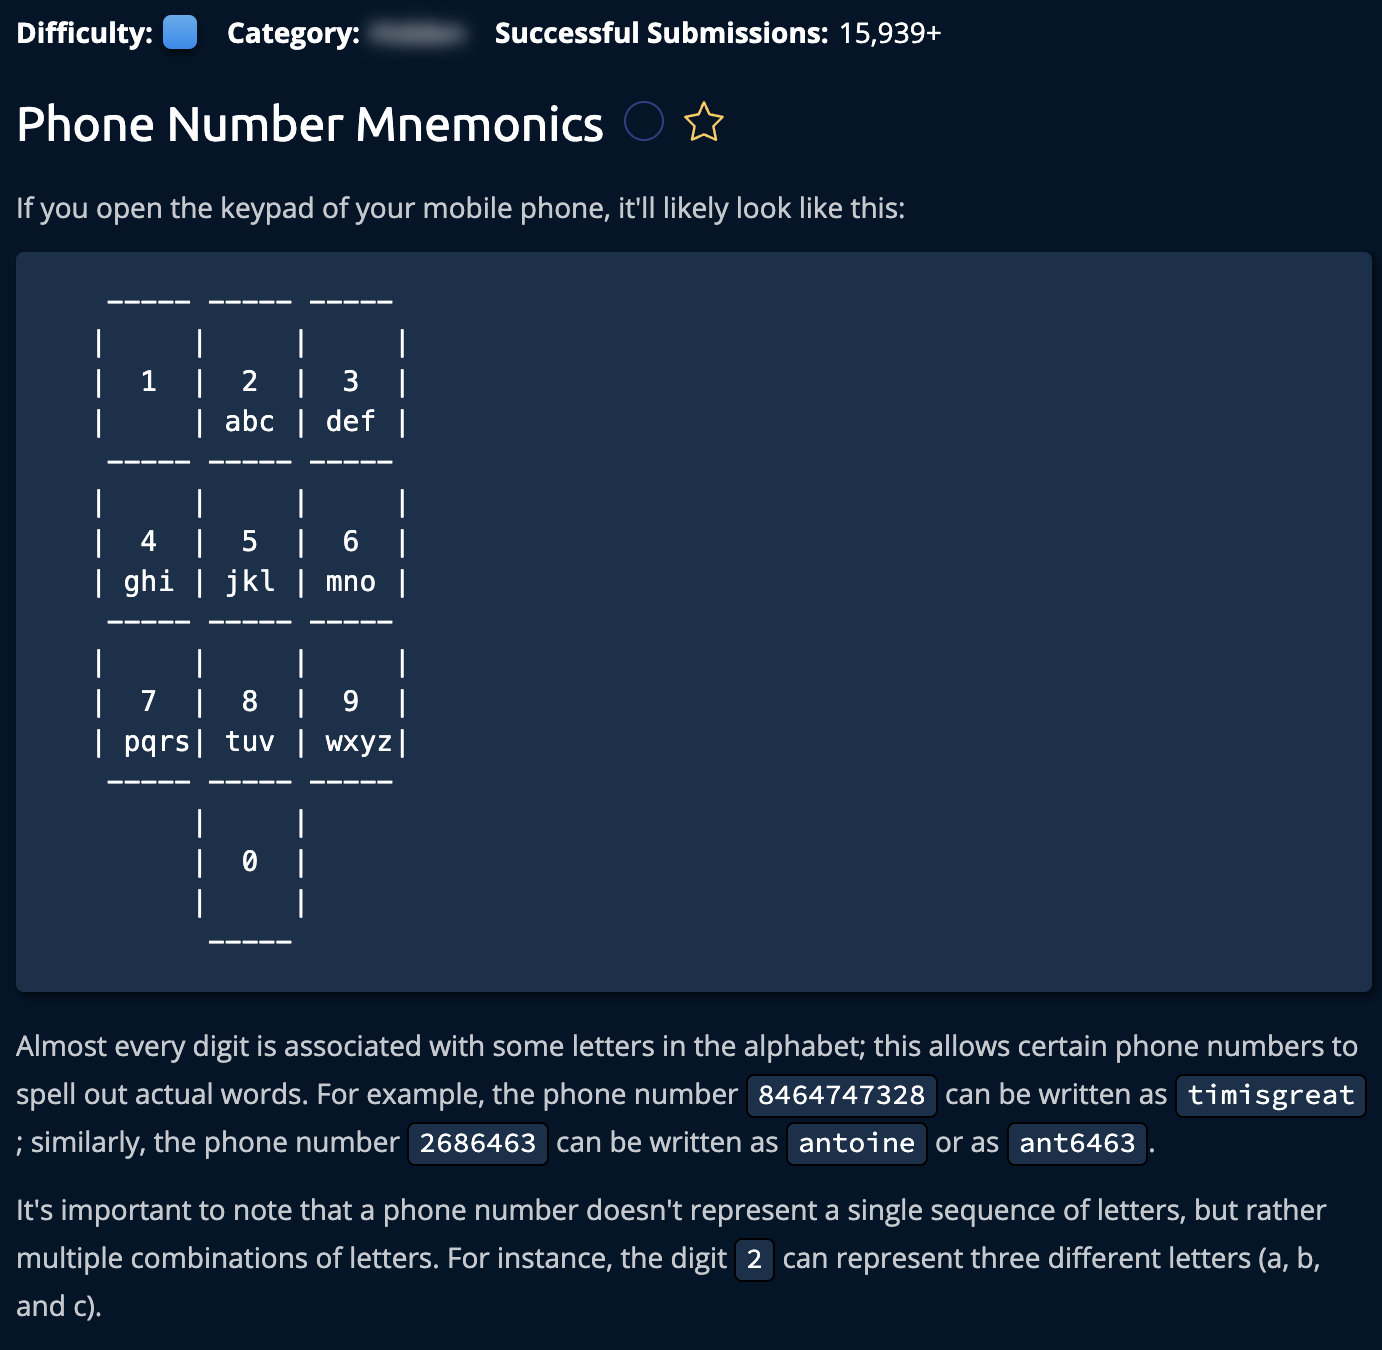 Difficulty: Category: Successful Submissions: 15,939+
Phone Number Mnemonics
If you open the keypad of your mobile phone, it'll likely look like this:
 ----- ----- -----
|     |     |     |
|  1  |  2  |  3  |
|     | abc | def |
 ----- ----- -----
|     |     |     |
|  4  |  5  |  6  |
| ghi | jkl | mno |
 ----- ----- -----
|     |     |     |
|  7  |  8  |  9  |
| pqrs| tuv | wxyz|
 ----- ----- -----
      |     |
      |  0  |
      |     |
       -----
Almost every digit is associated with some letters in the alphabet; this allows certain phone numbers to
spell out actual words. For example, the phone number 8464747328 can be written as timisgreat
; similarly, the phone number 2686463 can be written as antoine or as ant6463.
It's important to note that a phone number doesn't represent a single sequence of letters, but rather
multiple combinations of letters. For instance, the digit 2 can represent three different letters (a, b,
and c).